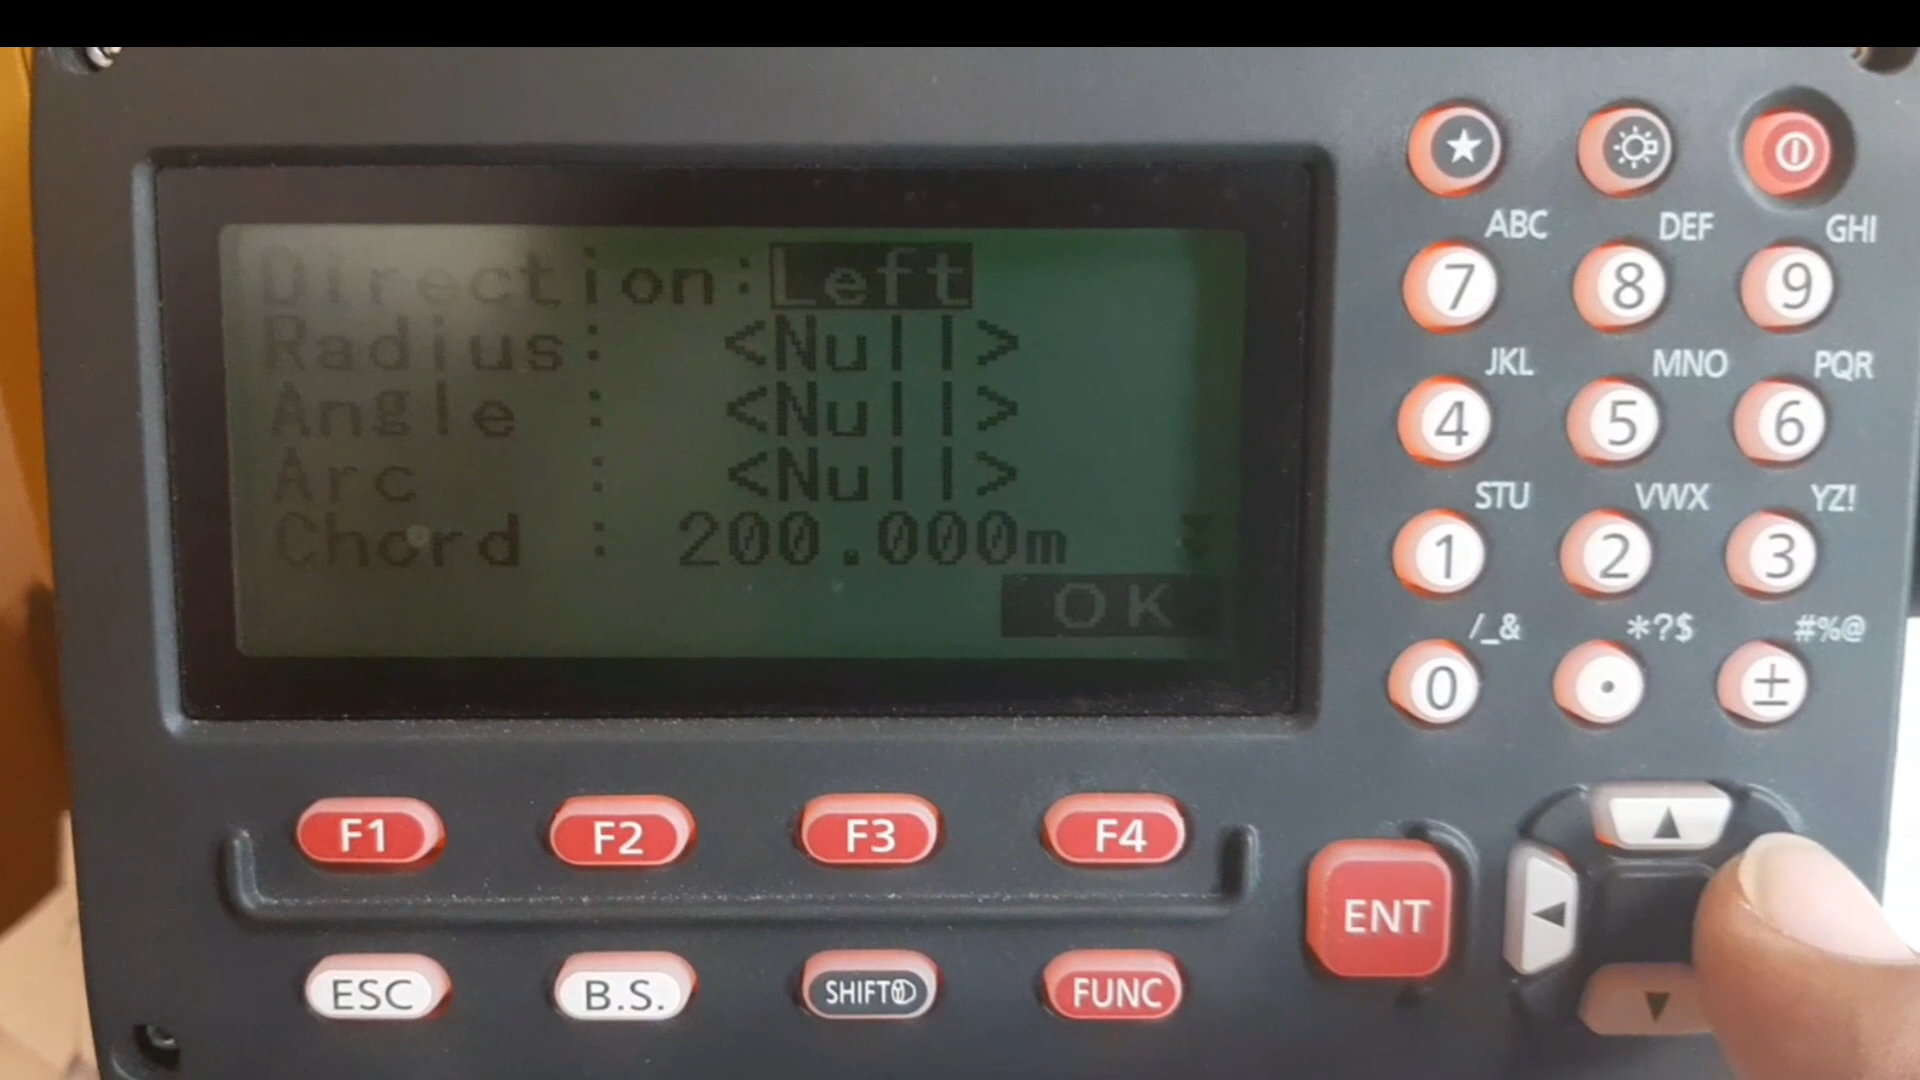 Direction:Left
Radius: <Null>
Angle : <Null>
Arc : <Null>
Chord : 200.000m
OK
ABC DEF GHI
7 8 9
JKL MNO PQR
4 5 6
STU VWX YZ!
1 2 3
/_& *?$ #%@
0 . ±
F1 F2 F3 F4
ENT
ESC B.S. SHIFT FUNC